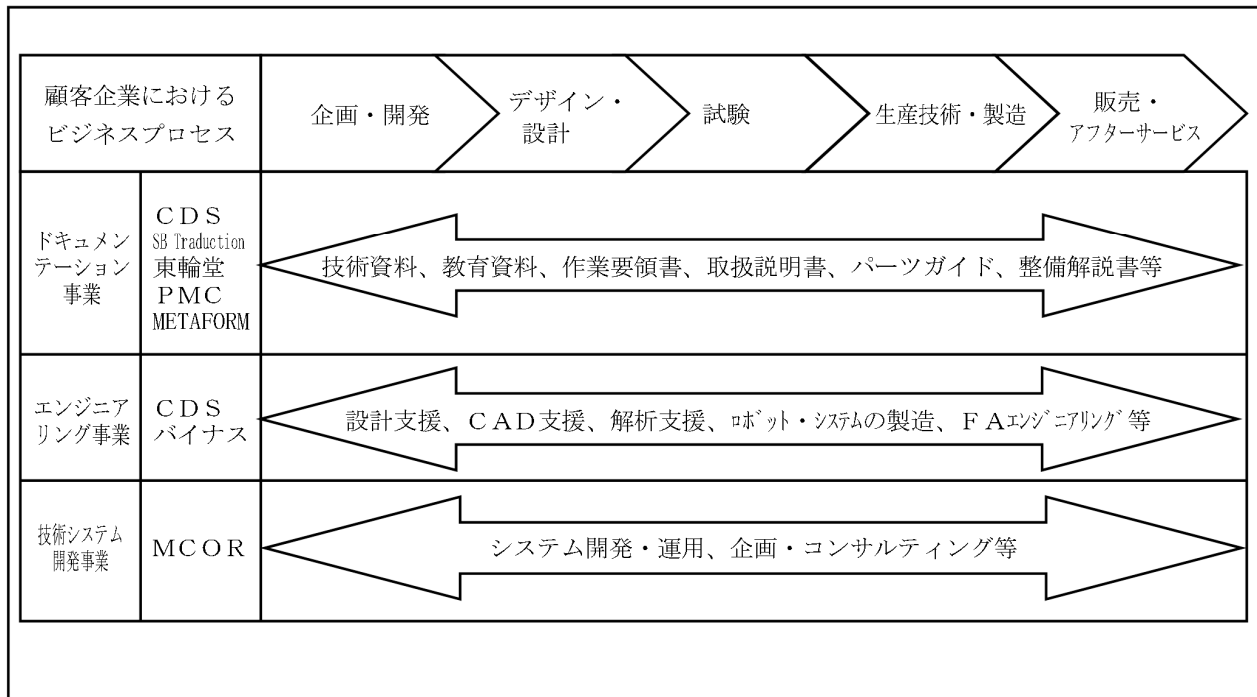 顧客企業における
ビジネスプロセス
企画・開発
デザイン・
設計
試験
生産技術・製造
販売・
アフターサービス
ドキュメン
テーション
事業
ＣＤＳ
SB Traduction
東輪堂
ＰＭＣ
METAFORM
技術資料、教育資料、作業要領書、取扱説明書、パーツガイド、整備解説書等
エンジニア
リング事業
ＣＤＳ
バイナス
設計支援、ＣＡＤ支援、解析支援、ﾛﾎﾞｯﾄ・ｼｽﾃﾑの製造、ＦＡｴﾝｼﾞﾆｱﾘﾝｸﾞ等
技術システム
開発事業
ＭＣＯＲ
システム開発・運用、企画・コンサルティング等